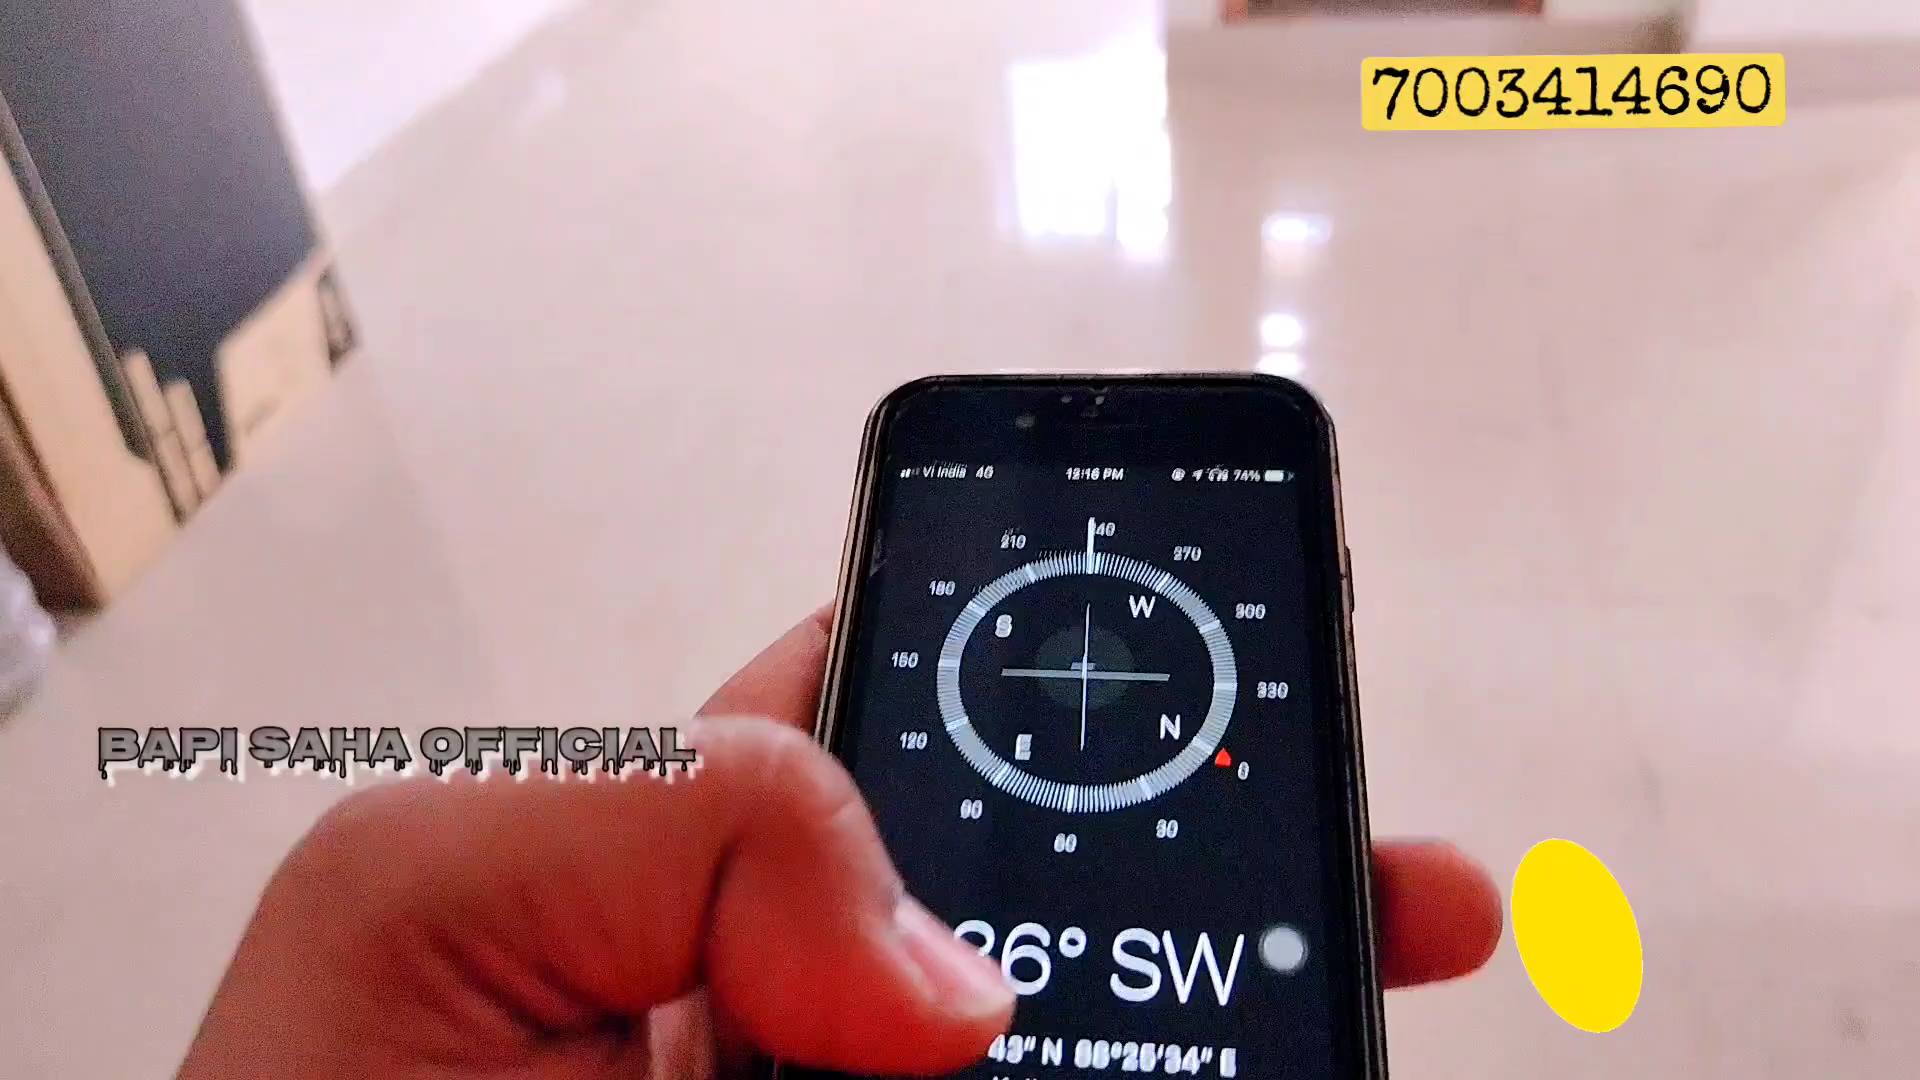 7003414690
Vi India 4G 12:16 PM 74%
210 240 270
180 300
W
S
150 330
N
E
120 0
90 30
60
36° SW
43" N 88°25'34" E
BAPI SAHA OFFICIAL